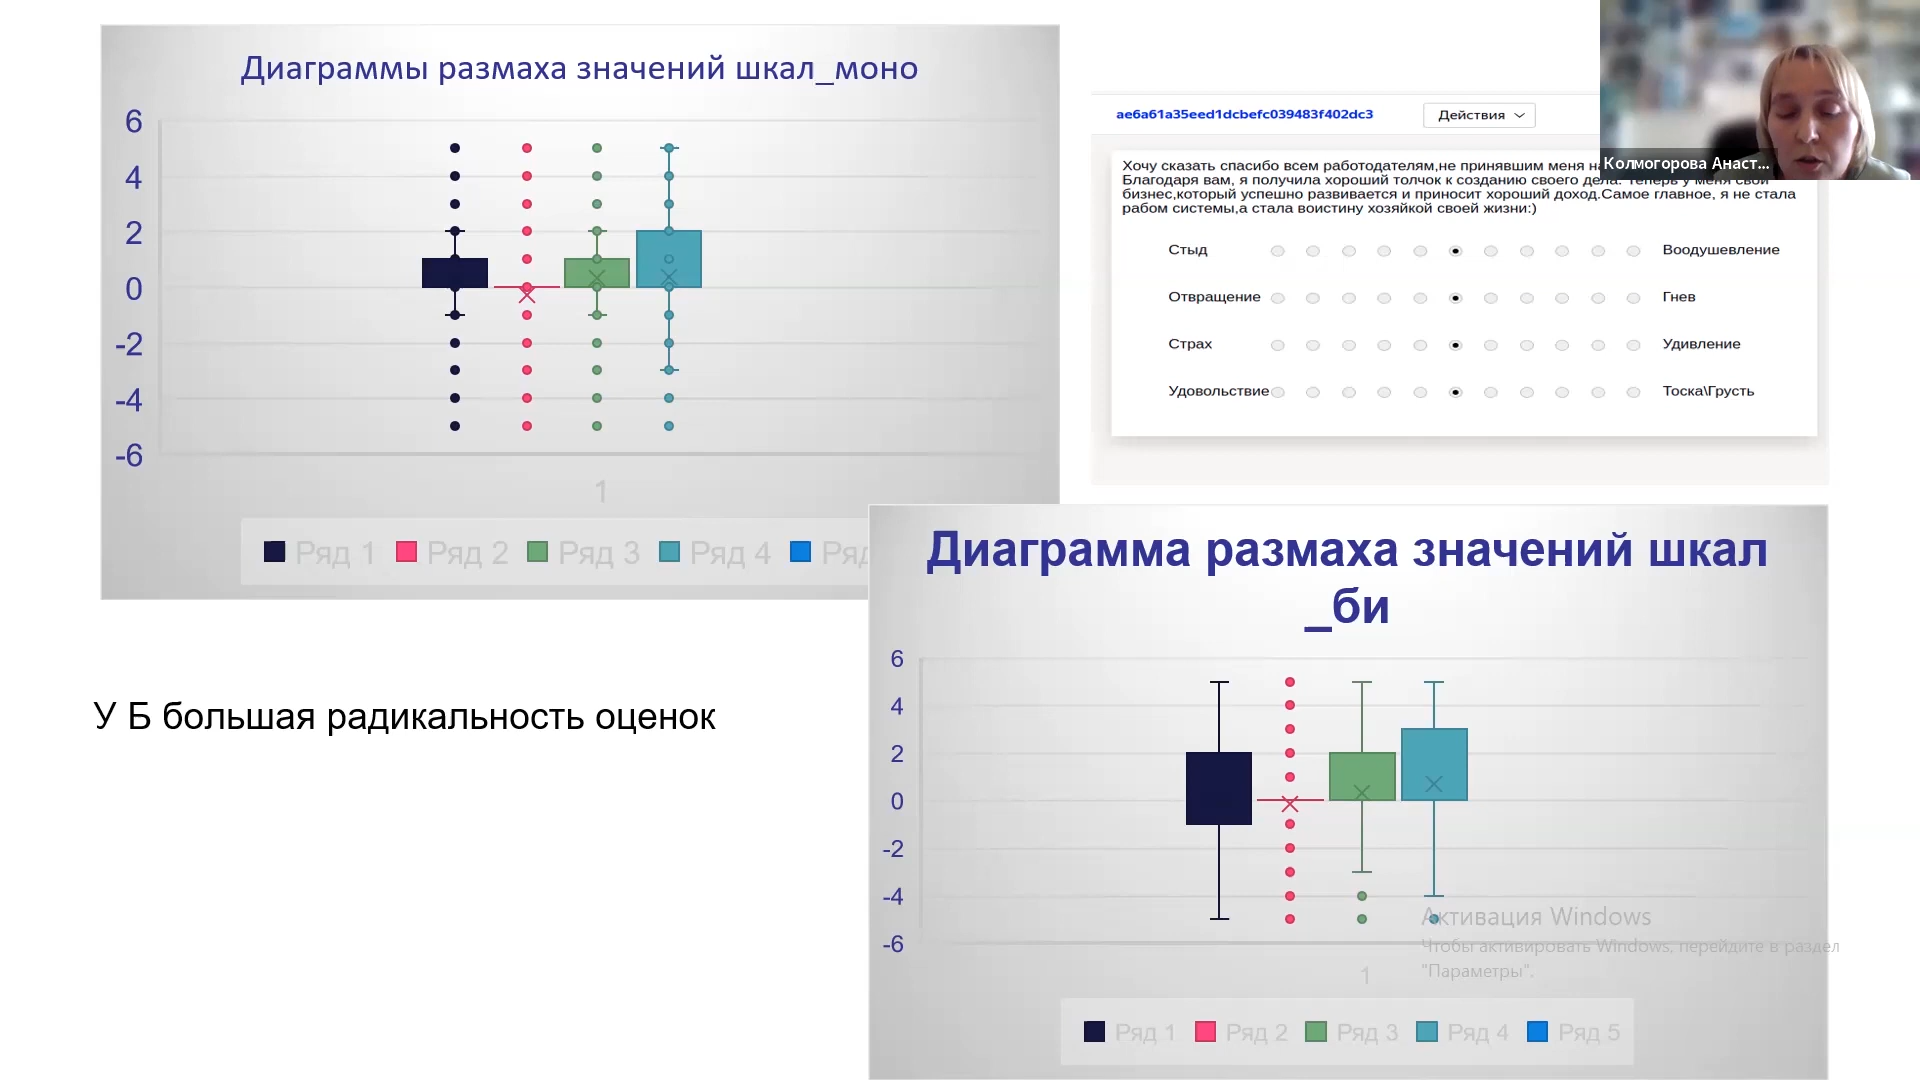 Диаграммы размаха значений шкал_моно
6
4
2
0
-2
-4
-6
1
Ряд 1 Ряд 2 Ряд 3 Ряд 4 Ряд
ae6a61a35eed1dcbefc039483f402dc3 Действия
Колмогорова Анаст...
Хочу сказать спасибо всем работодателям,не принявшим меня
Благодаря вам, я получила хороший толчок к созданию своего дела. Теперь у меня свой
бизнес,который успешно развивается и приносит хороший доход.Самое главное, я не стала
рабом системы,а стала воистину хозяйкой своей жизни:)
Стыд Воодушевление
Отвращение Гнев
Страх Удивление
Удовольствие Тоска\Грусть
У Б большая радикальность оценок
Диаграмма размаха значений шкал
_би
6
4
2
0
-2
-4
-6
1
Ряд 1 Ряд 2 Ряд 3 Ряд 4 Ряд 5
Активация Windows
Чтобы активировать Windows, перейдите в раздел
"Параметры".